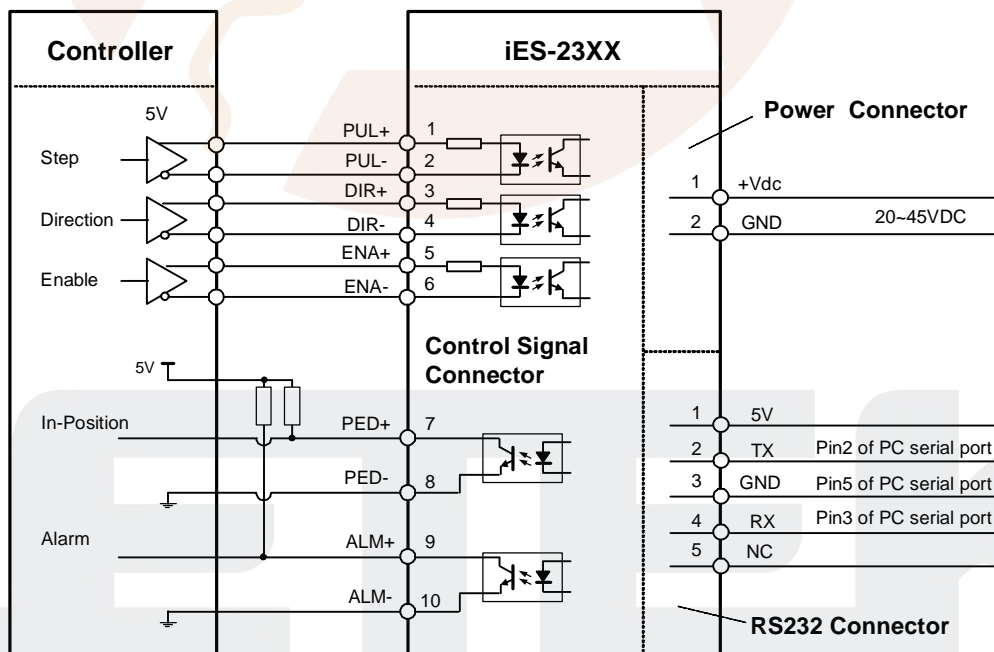 Controller
iES-23XX
Power Connector
5V
Step
PUL+ 1
PUL- 2
Direction
DIR+ 3
DIR- 4
Enable
ENA+ 5
ENA- 6
1 +Vdc
2 GND 20~45VDC
Control Signal
Connector
5V
In-Position
PED+ 7
PED- 8
Alarm
ALM+ 9
ALM- 10
1 5V
2 TX Pin2 of PC serial port
3 GND Pin5 of PC serial port
4 RX Pin3 of PC serial port
5 NC
RS232 Connector